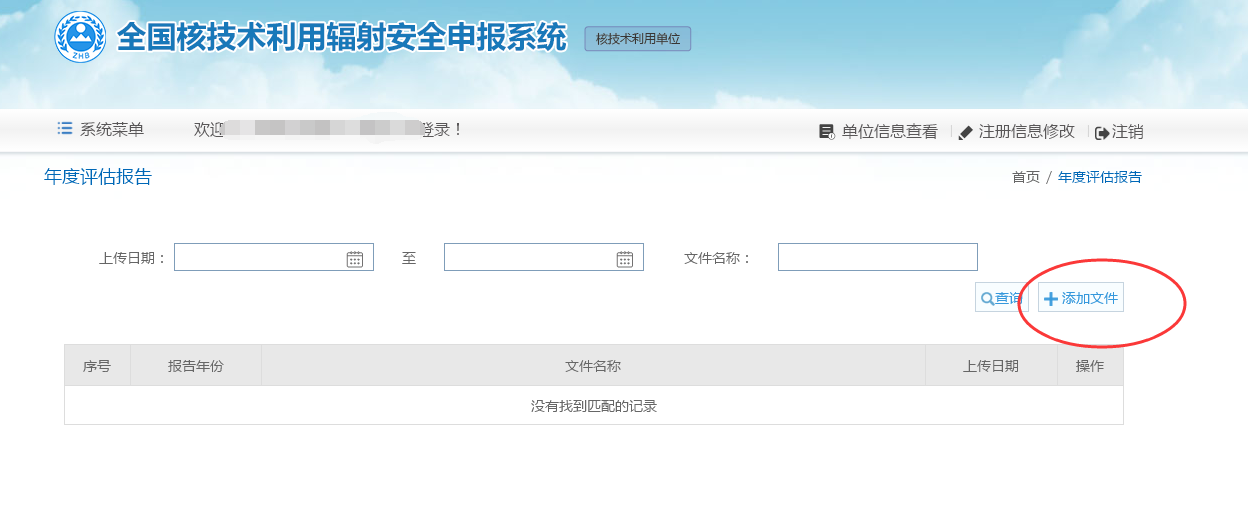 ZHB 全国核技术利用辐射安全申报系统 核技术利用单位
系统菜单 欢迎 登录！ 单位信息查看 注册信息修改 注销
年度评估报告 首页 / 年度评估报告
上传日期： 至 文件名称：
查询 添加文件
序号 报告年份 文件名称 上传日期 操作
没有找到匹配的记录